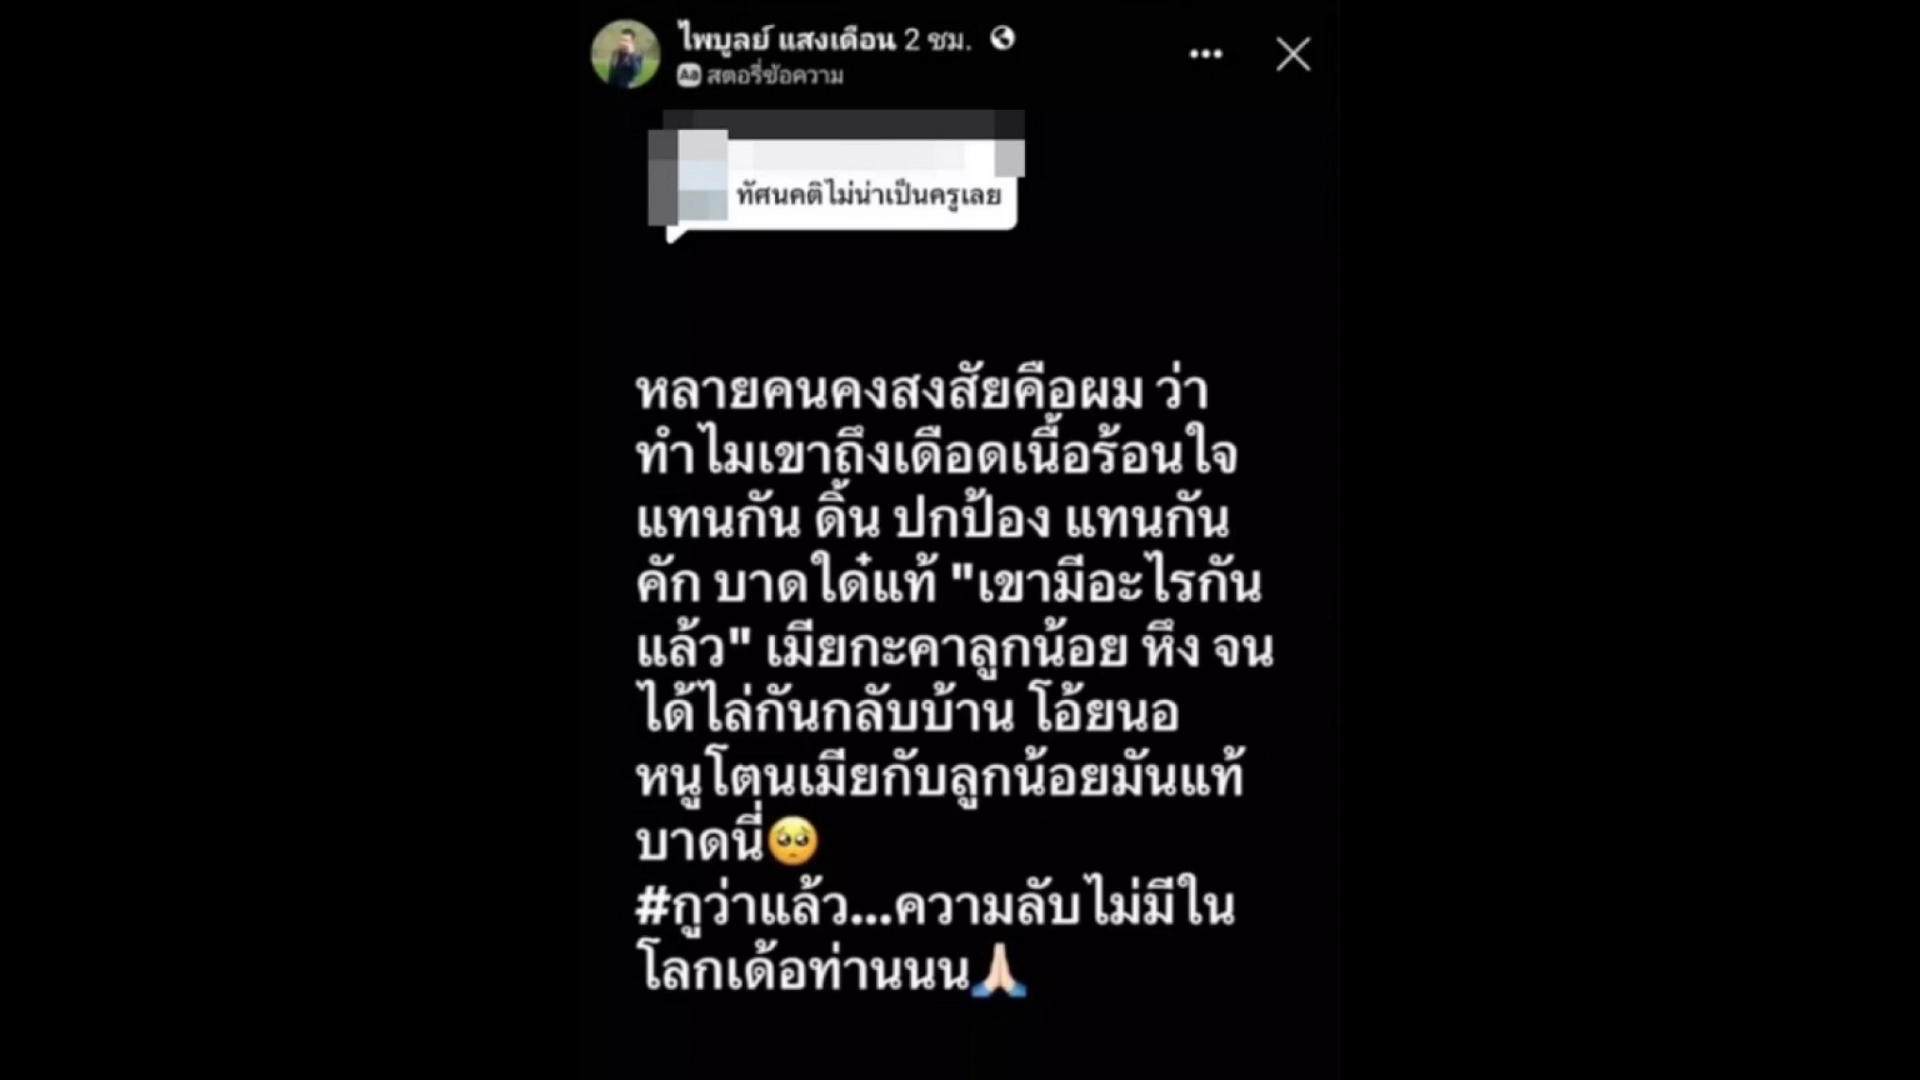 ไพบูลย์ แสงเดือน 2 ชม.
Aa สตอรี่ข้อความ
ทัศนคติไม่น่าเป็นครูเลย
หลายคนคงสงสัยคือผม ว่า
ทำไมเขาถึงเดือดเนื้อร้อนใจ
แทนกัน ดิ้น ปกป้อง แทนกัน
คัก บาดใด๋แท้ "เขามีอะไรกัน
แล้ว" เมียกะคาลูกน้อย หึง จน
ได้ไล่กันกลับบ้าน โอ้ยนอ
หนูโตนเมียกับลูกน้อยมันแท้
บาดนี่🥺
#กูว่าแล้ว...ความลับไม่มีใน
โลกเด้อท่านนน🙏🏻